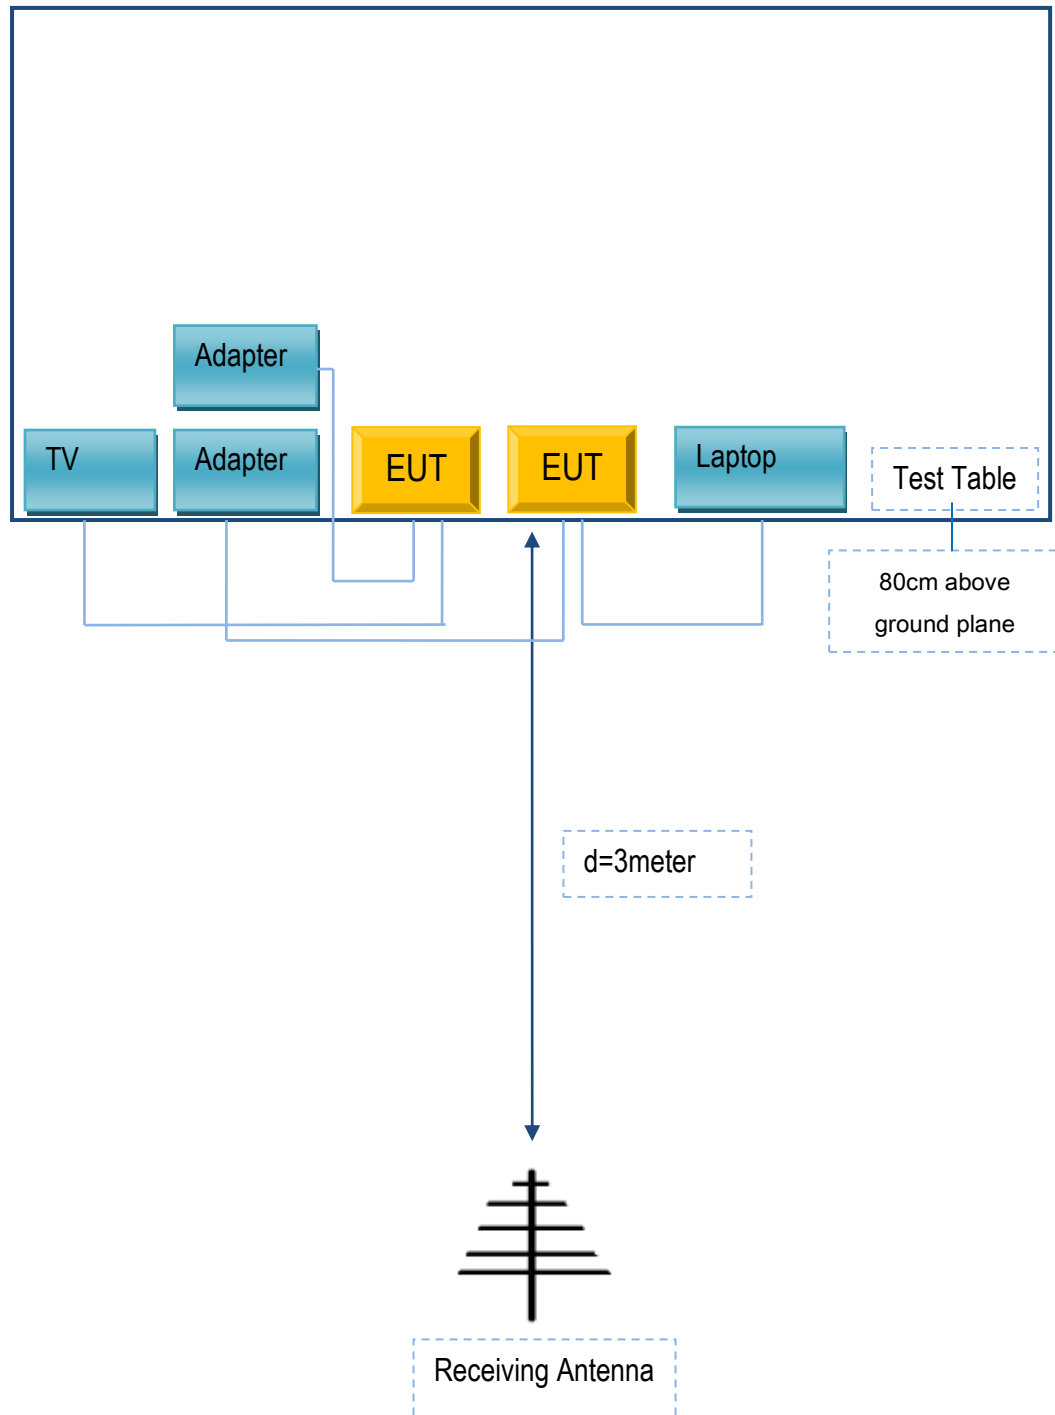 Adapter
TV
Adapter
EUT
EUT
Laptop
Test Table
80cm above
ground plane
d=3meter
Receiving Antenna